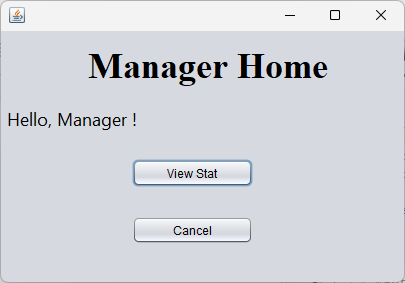 Manager Home
Hello, Manager !
View Stat
Cancel